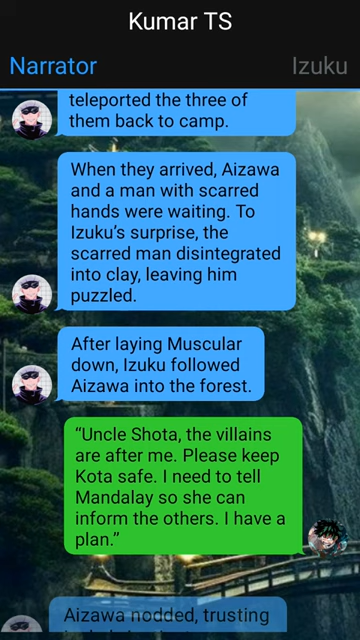 Kumar TS
Narrator
Izuku
teleported the three of
them back to camp.
When they arrived, Aizawa
and a man with scarred
hands were waiting. To
Izuku’s surprise, the
scarred man disintegrated
into clay, leaving him
puzzled.
After laying Muscular
down, Izuku followed
Aizawa into the forest.
“Uncle Shota, the villains
are after me. Please keep
Kota safe. I need to tell
Mandalay so she can
inform the others. I have a
plan.”
Aizawa nodded, trusting